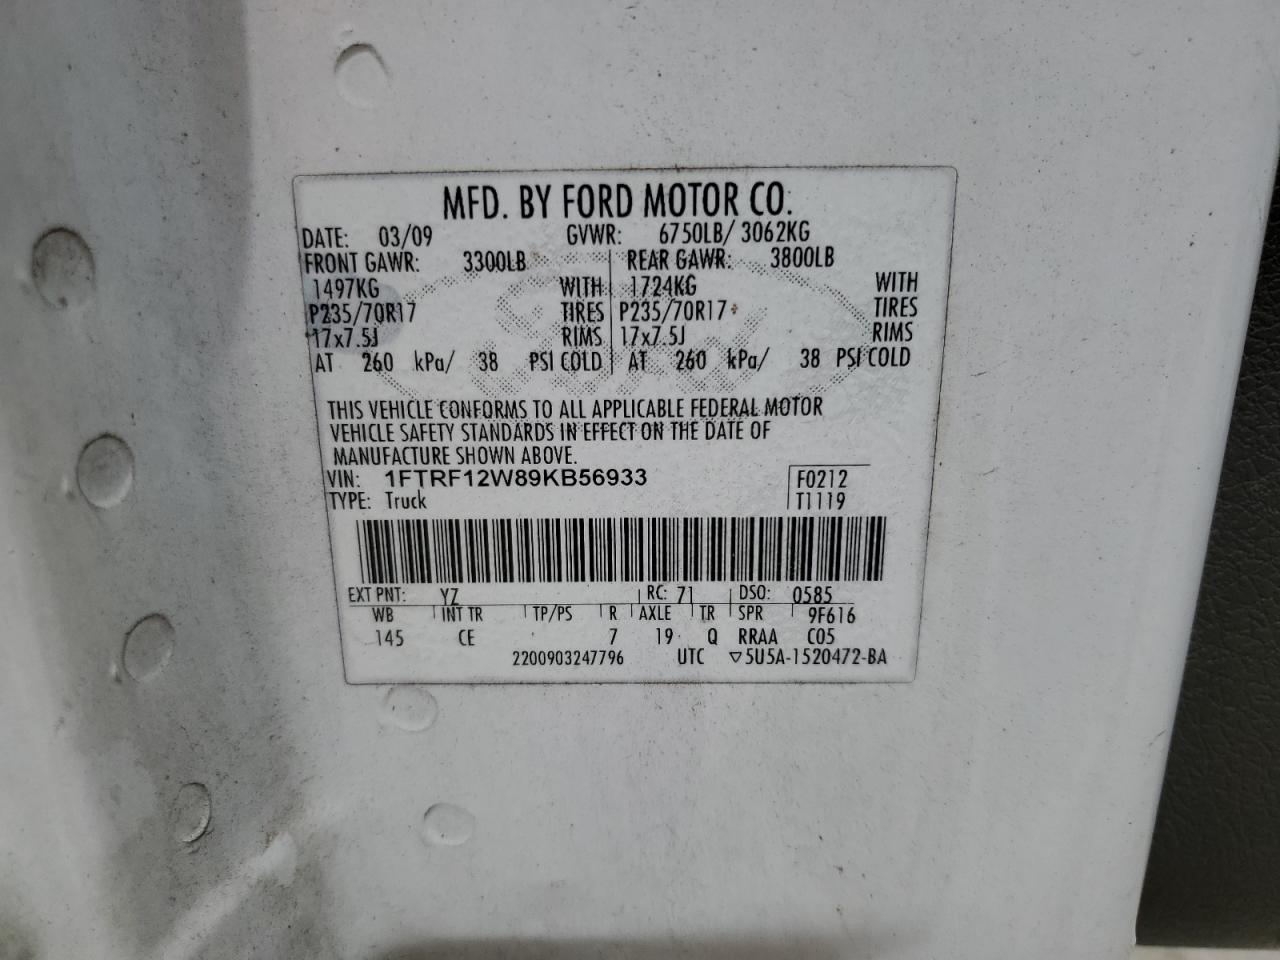 MFD. BY FORD MOTOR CO.
DATE: 03/09 GVWR: 6750LB/ 3062KG
FRONT GAWR: 3300LB REAR GAWR: 3800LB
1497KG WITH 1724KG WITH
P235/70R17 TIRES P235/70R17 TIRES
17x7.5J RIMS 17x7.5J RIMS
AT 260 kPa/ 38 PSI COLD AT 260 kPa/ 38 PSI COLD
THIS VEHICLE CONFORMS TO ALL APPLICABLE FEDERAL MOTOR
VEHICLE SAFETY STANDARDS IN EFFECT ON THE DATE OF
MANUFACTURE SHOWN ABOVE.
VIN: 1FTRF12W89KB56933 F0212
TYPE: Truck T1119
EXT PNT: YZ RC: 71 DSO: 0585
WB INT TR TP/PS R AXLE TR SPR 9F616
145 CE 7 19 Q RRAA C05
2200903247796 UTC ▽5U5A-1520472-BA